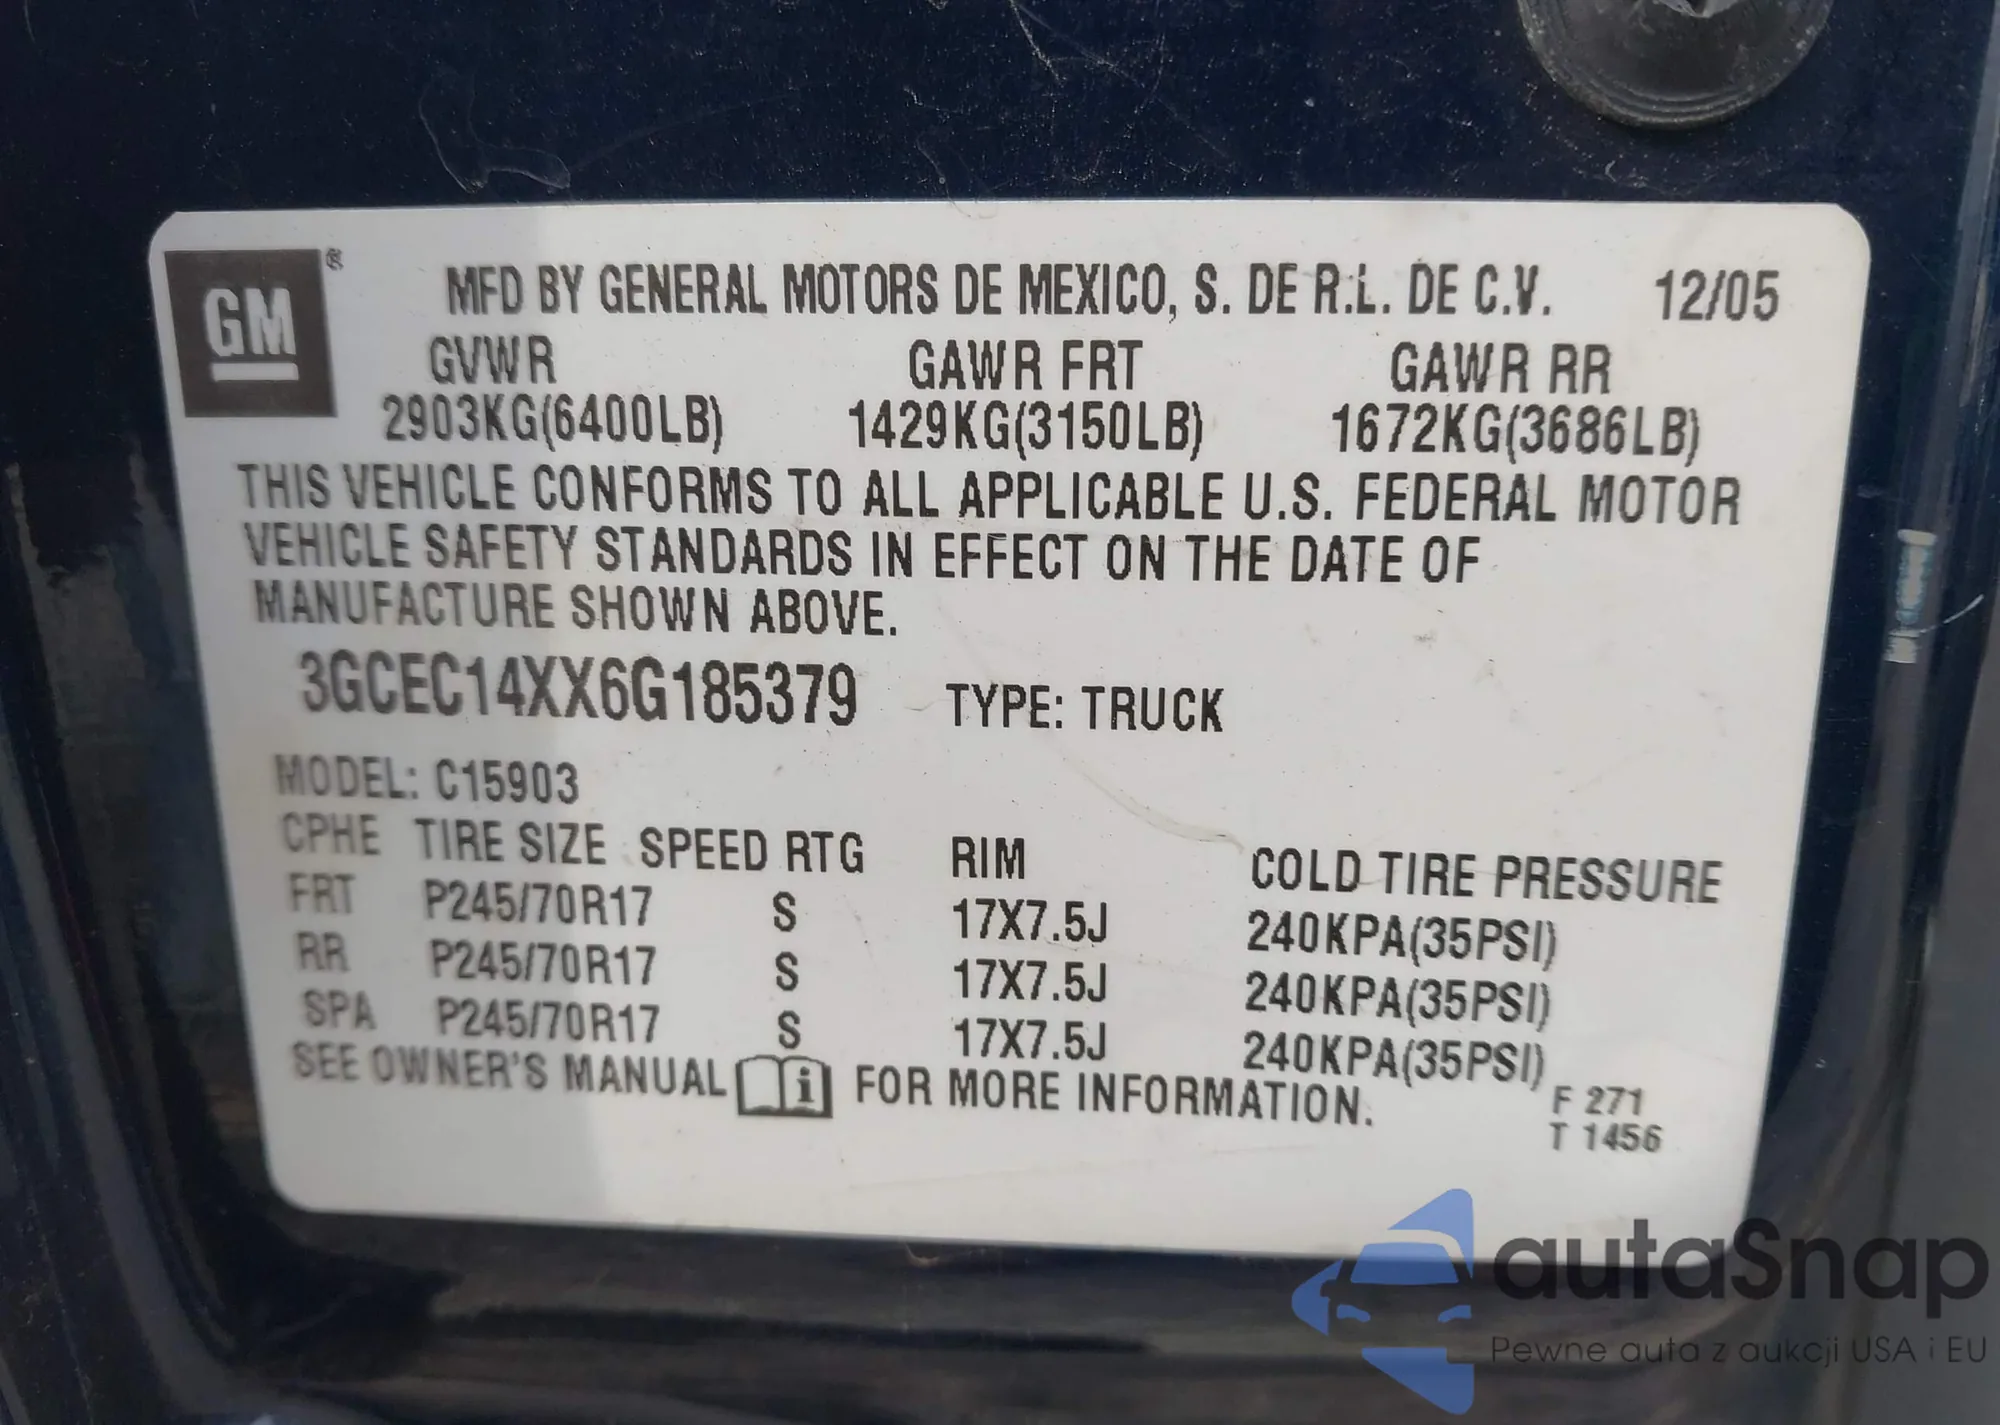 GM ®
MFD BY GENERAL MOTORS DE MEXICO, S. DE R.L. DE C.V. 12/05
GVWR GAWR FRT GAWR RR
2903KG(6400LB) 1429KG(3150LB) 1672KG(3686LB)
THIS VEHICLE CONFORMS TO ALL APPLICABLE U.S. FEDERAL MOTOR
VEHICLE SAFETY STANDARDS IN EFFECT ON THE DATE OF
MANUFACTURE SHOWN ABOVE.
3GCEC14XX6G185379 TYPE: TRUCK
MODEL: C15903
CPHE TIRE SIZE SPEED RTG RIM COLD TIRE PRESSURE
FRT P245/70R17 S 17X7.5J 240KPA(35PSI)
RR P245/70R17 S 17X7.5J 240KPA(35PSI)
SPA P245/70R17 S 17X7.5J 240KPA(35PSI)
SEE OWNER'S MANUAL i FOR MORE INFORMATION.
F 271
T 1456
autaSnap
Pewne auta z aukcji USA i EU